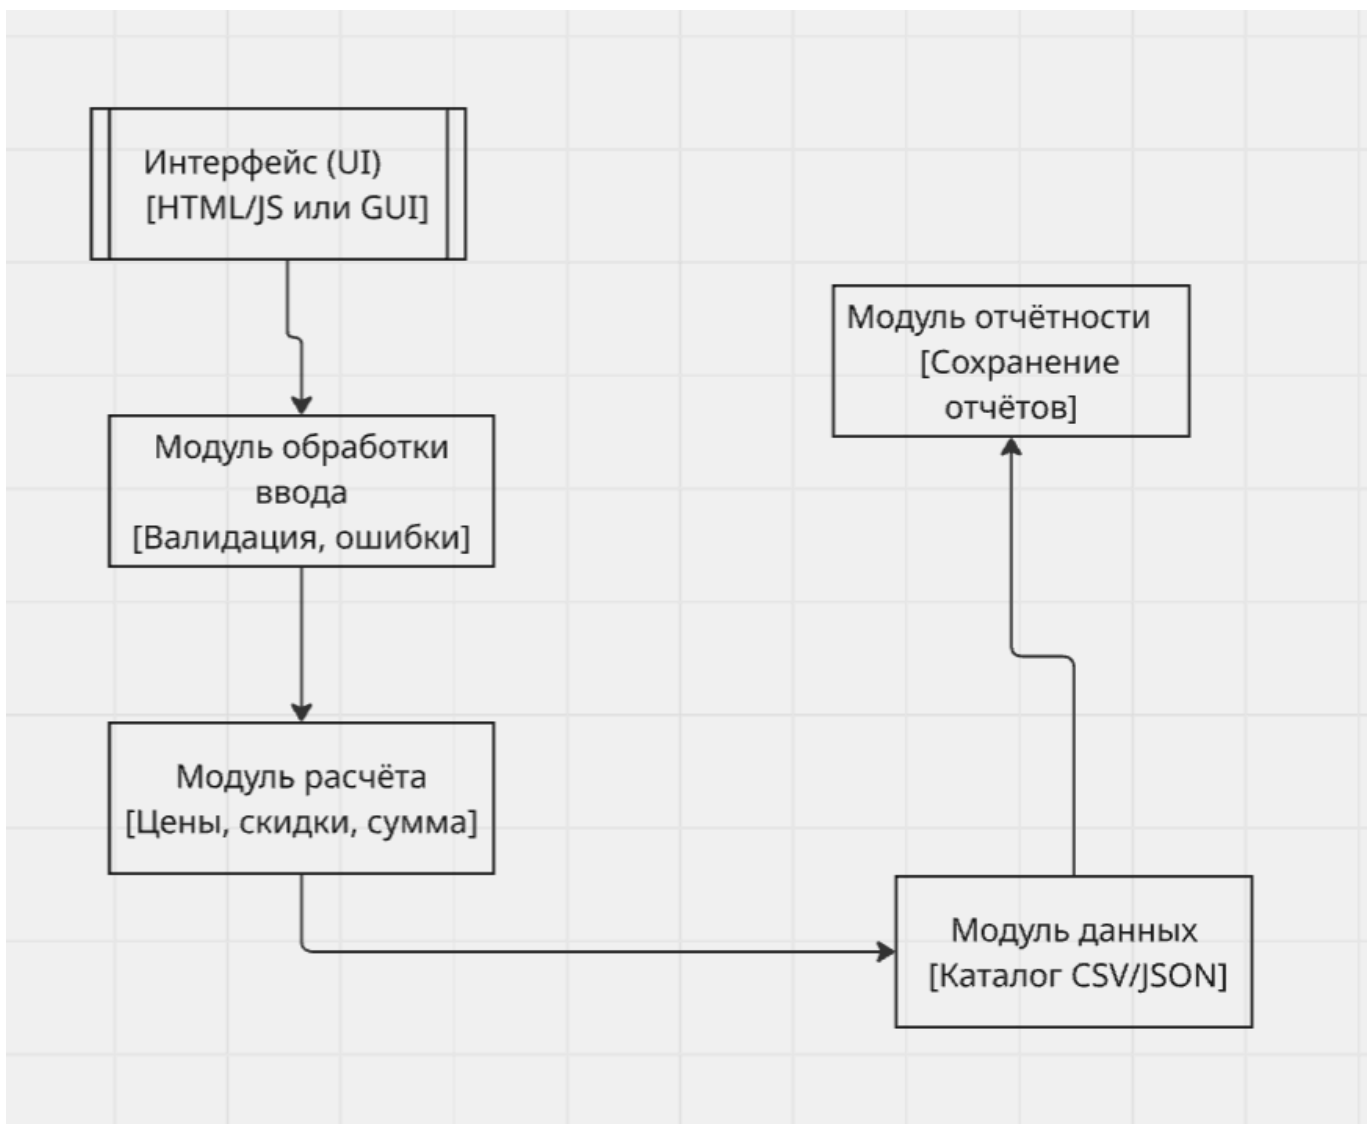 Интерфейс (UI)
[HTML/JS или GUI]
Модуль обработки
ввода
[Валидация, ошибки]
Модуль расчёта
[Цены, скидки, сумма]
Модуль данных
[Каталог CSV/JSON]
Модуль отчётности
[Сохранение
отчётов]